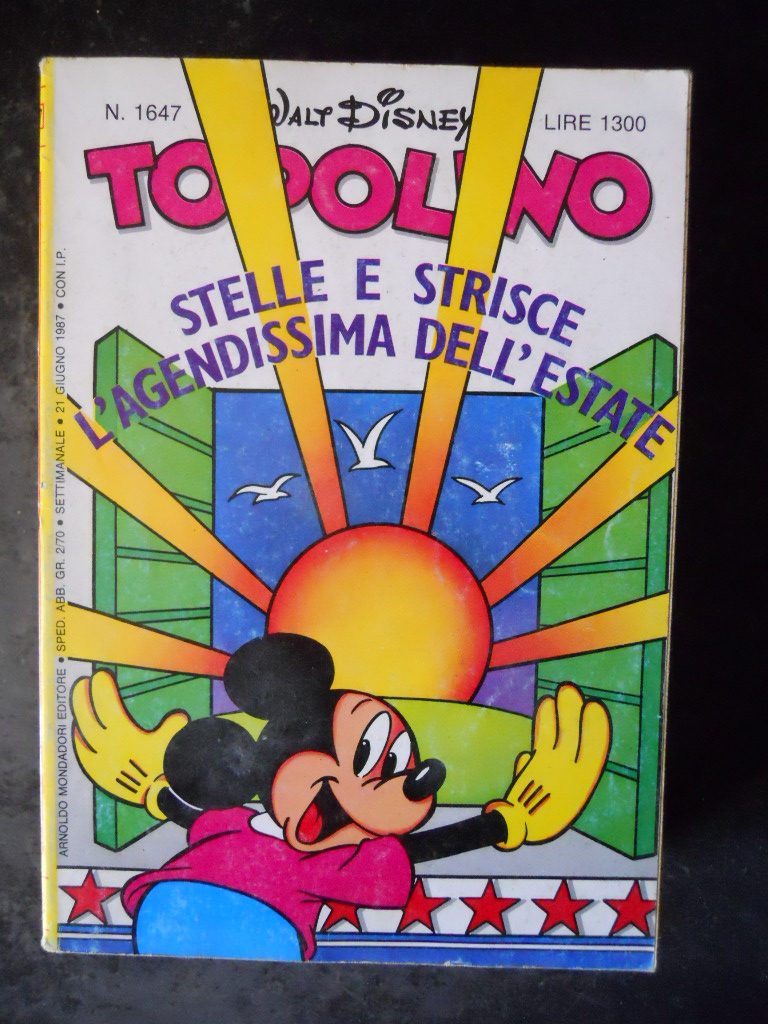 N. 1647
WALT DISNEY
LIRE 1300
TOPOLINO
STELLE E STRISCE
L'AGENDISSIMA DELL'ESTATE
ARNOLDO MONDADORI EDITORE • SPED. ABB. GR. 2/70 • SETTIMANALE • 21 GIUGNO 1987 • CON I.P.